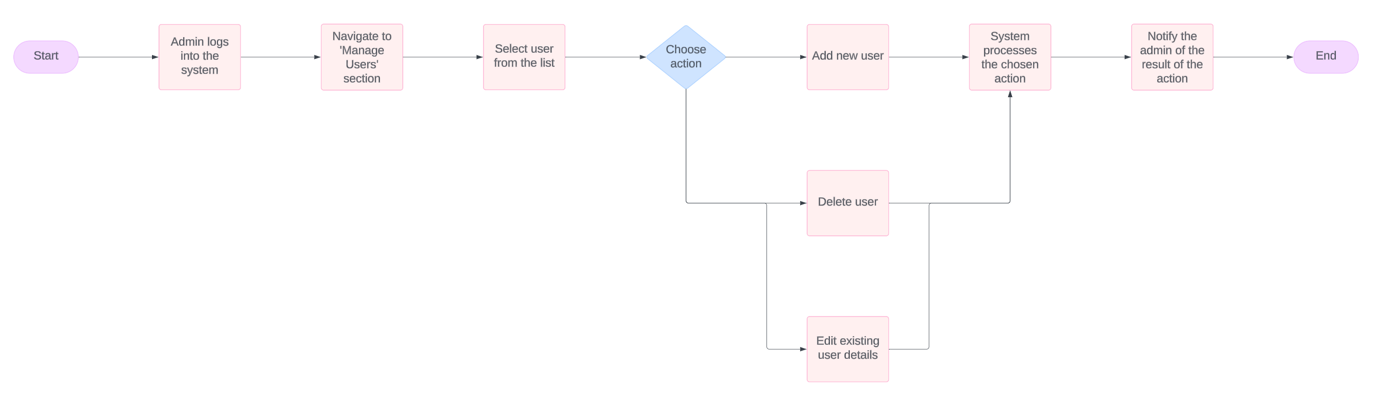 Start
Admin logs
into the
system
Navigate to
'Manage
Users'
section
Select user
from the list
Choose
action
Add new user
System
processes
the chosen
action
Notify the
admin of the
result of the
action
End
Delete user
Edit existing
user details